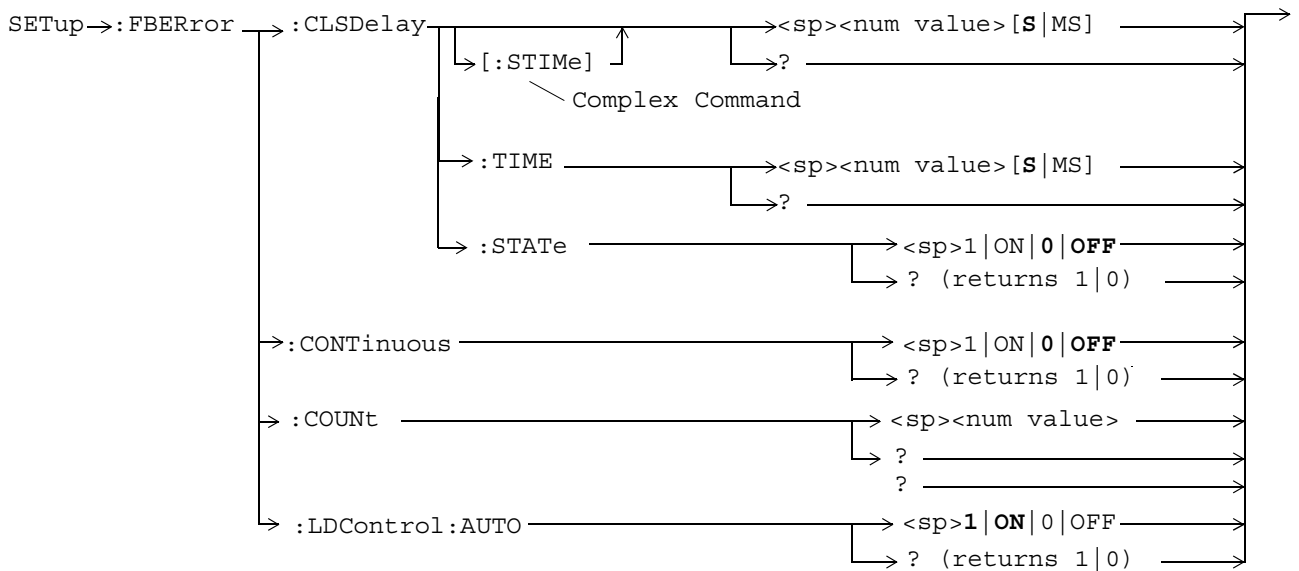 SETup :FBERror :CLSDelay <sp><num value>[S|MS]
[:STIMe] ?
Complex Command
:TIME <sp><num value>[S|MS]
?
:STATe <sp>1|ON|0|OFF
? (returns 1|0)
:CONTinuous <sp>1|ON|0|OFF
? (returns 1|0)
:COUNt <sp><num value>
?
?
:LDControl:AUTO <sp>1|ON|0|OFF
? (returns 1|0)